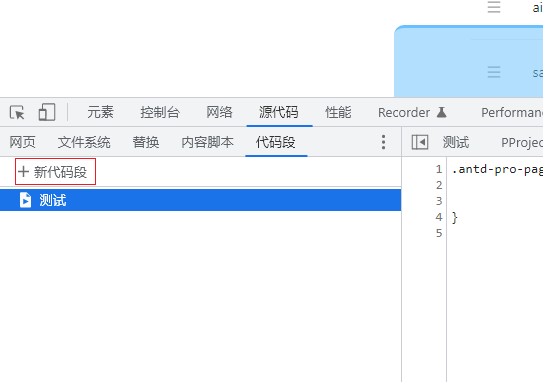 ai
sa
元素 控制台 网络 源代码 性能 Recorder Performan
网页 文件系统 替换 内容脚本 代码段 测试 PProjec
+ 新代码段
测试
1 .antd-pro-pag
2
3
4 }
5